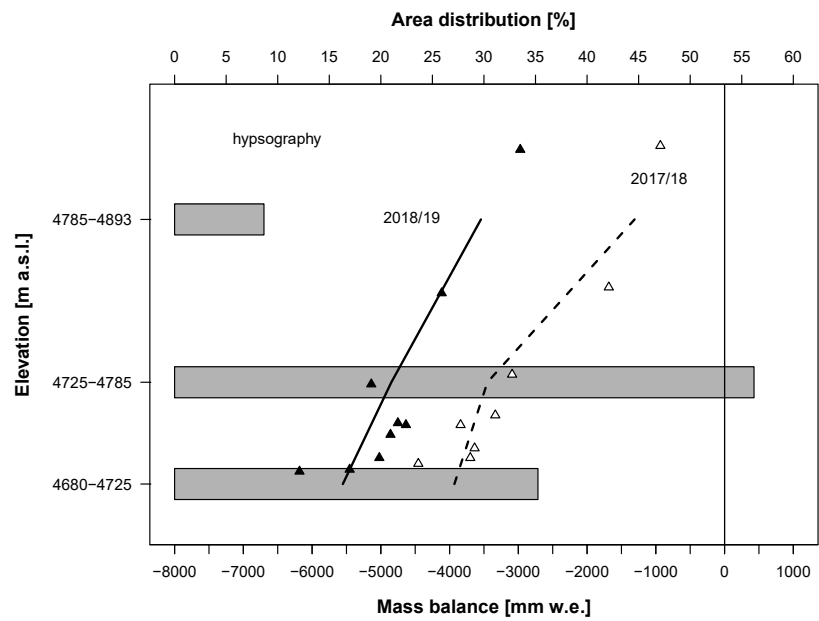 Area distribution [%]
0 5 10 15 20 25 30 35 40 45 50 55 60
hypsography
2017/18
2018/19
4785−4893
4725−4785
4680−4725
Elevation [m a.s.l.]
−8000 −7000 −6000 −5000 −4000 −3000 −2000 −1000 0 1000
Mass balance [mm w.e.]